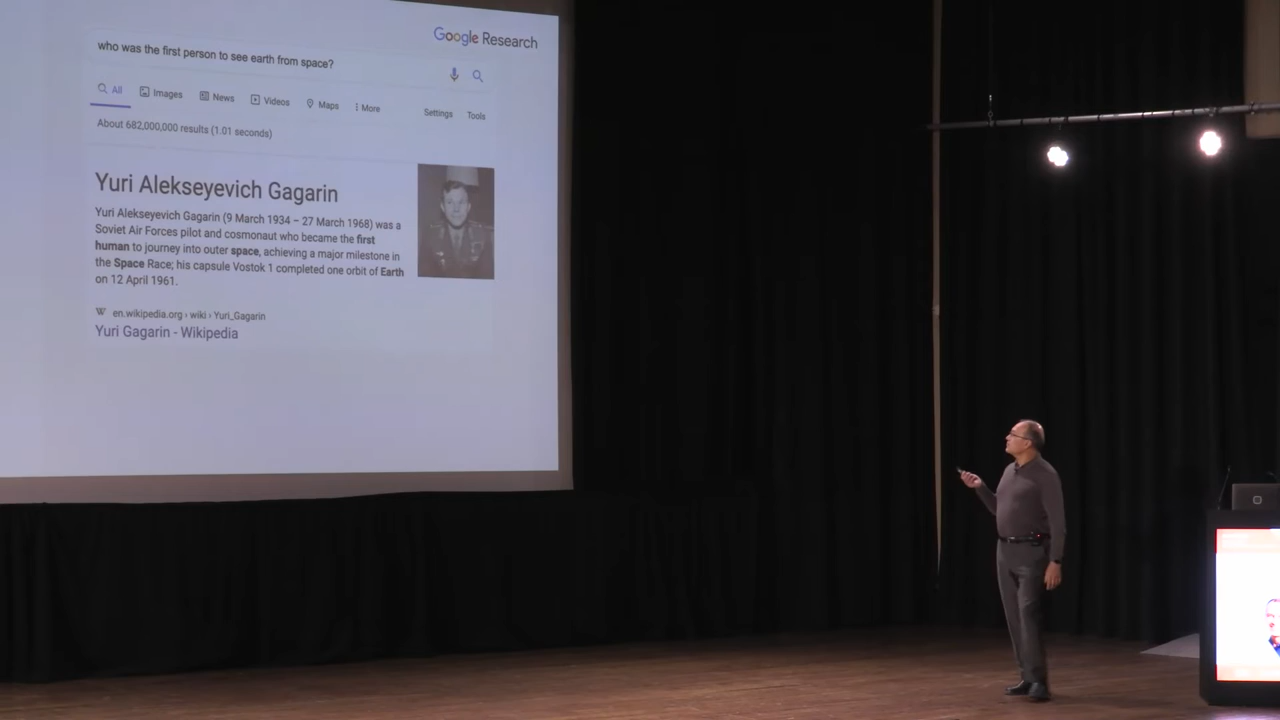 Google Research
who was the first person to see earth from space?
All Images News Videos Maps More
Settings Tools
About 682,000,000 results (1.01 seconds)
Yuri Alekseyevich Gagarin
Yuri Alekseyevich Gagarin (9 March 1934 – 27 March 1968) was a
Soviet Air Forces pilot and cosmonaut who became the first
human to journey into outer space, achieving a major milestone in
the Space Race; his capsule Vostok 1 completed one orbit of Earth
on 12 April 1961.
W en.wikipedia.org › wiki › Yuri_Gagarin
Yuri Gagarin - Wikipedia